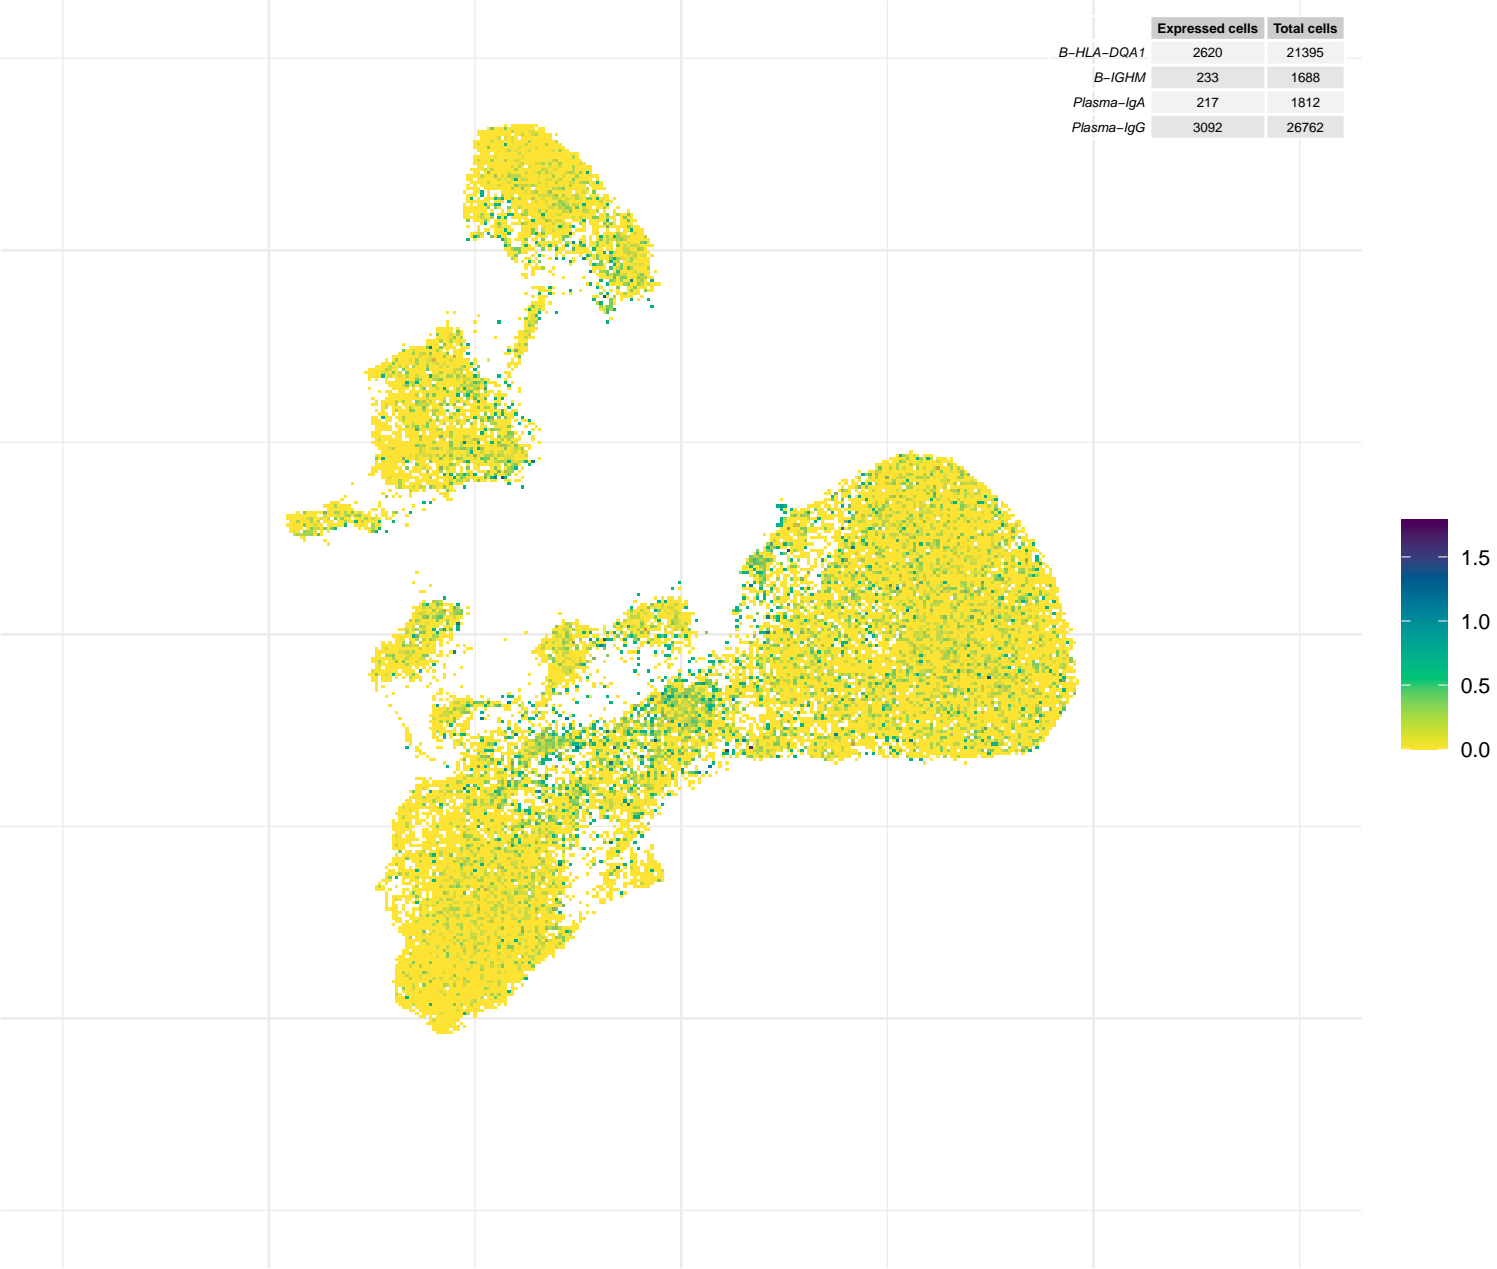 Expressed cells Total cells
B−HLA−DQA1 2620 21395
B−IGHM 233 1688
Plasma−IgA 217 1812
Plasma−IgG 3092 26762
1.5
1.0
0.5
0.0